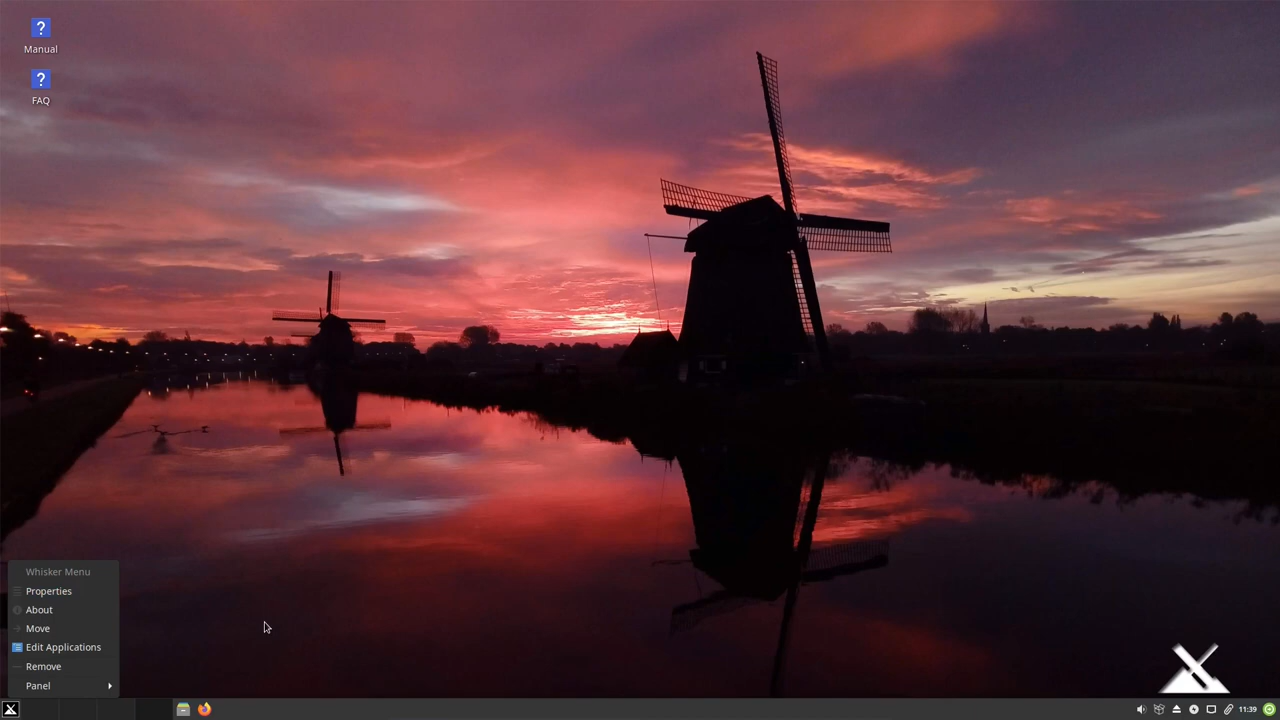 Manual
FAQ
Whisker Menu
Properties
About
Move
Edit Applications
Remove
Panel
11:39